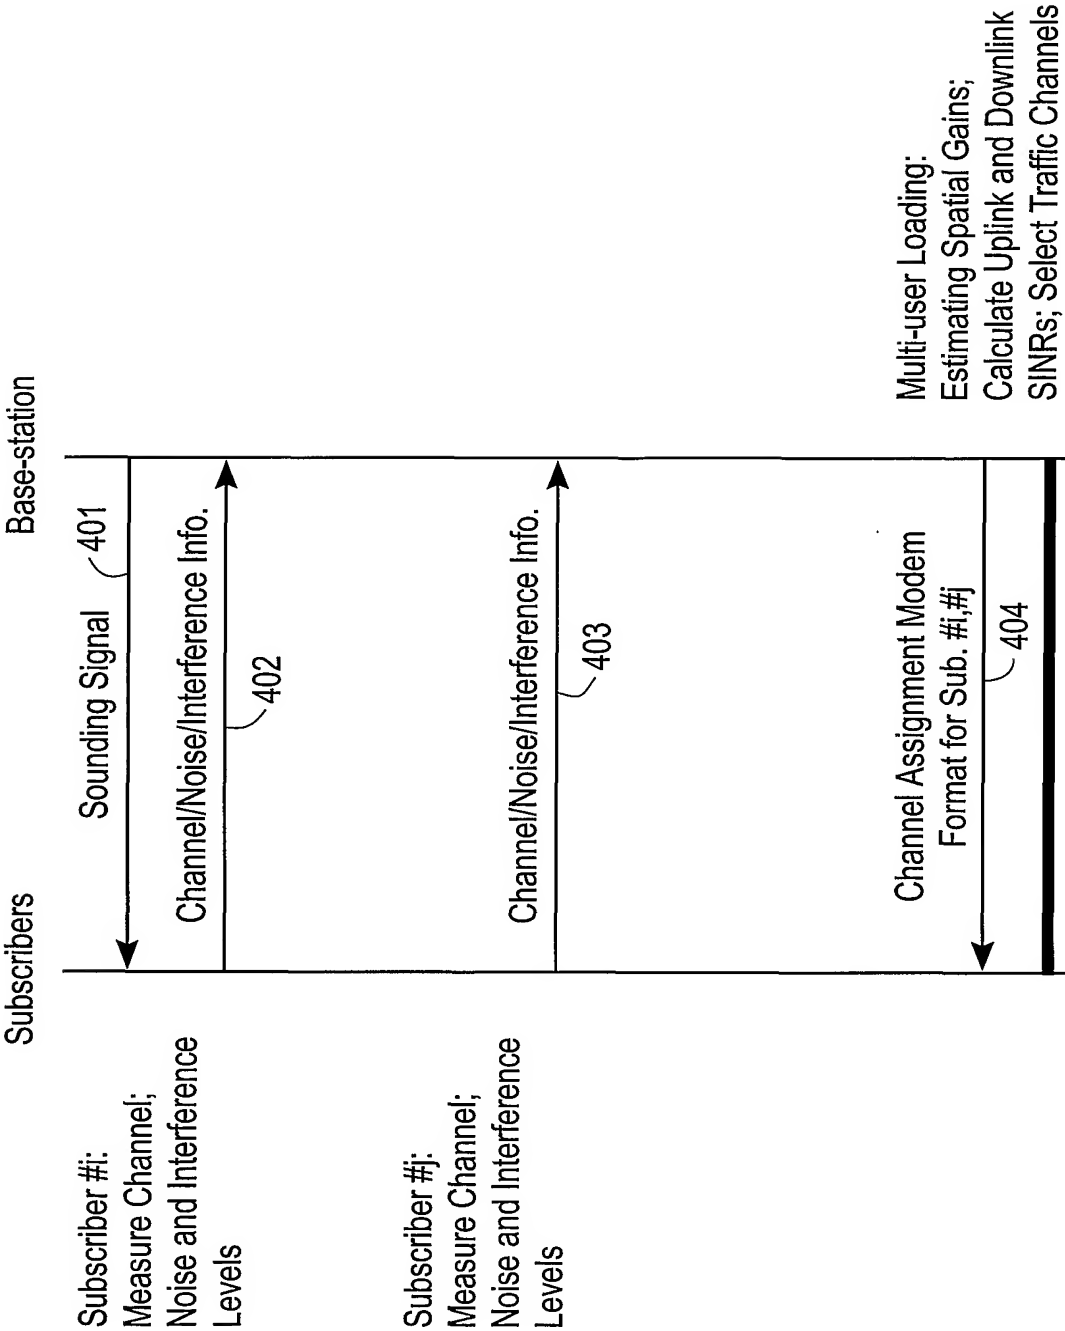 Subscribers
Base-station
Subscriber #i:
Measure Channel;
Noise and Interference
Levels
Sounding Signal
401
Channel/Noise/Interference Info.
402
Subscriber #j:
Measure Channel;
Noise and Interference
Levels
Channel/Noise/Interference Info.
403
Channel Assignment Modem
Format for Sub. #i,#j
404
Multi-user Loading:
Estimating Spatial Gains;
Calculate Uplink and Downlink
SINRs; Select Traffic Channels